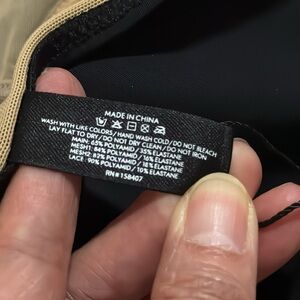 MADE IN CHINA
WASH WITH LIKE COLORS/HAND WASH COLD/DO NOT BLEACH
LAY FLAT TO DRY/DO NOT DRY CLEAN/DO NOT IRON
MAIN: 65% POLYAMID/35% ELASTANE
MESH1: 84% POLYAMID/16% ELASTANE
MESH2: 82% POLYAMID/18% ELASTANE
LACE: 90% POLYAMID/10% ELASTANE
RN#158407